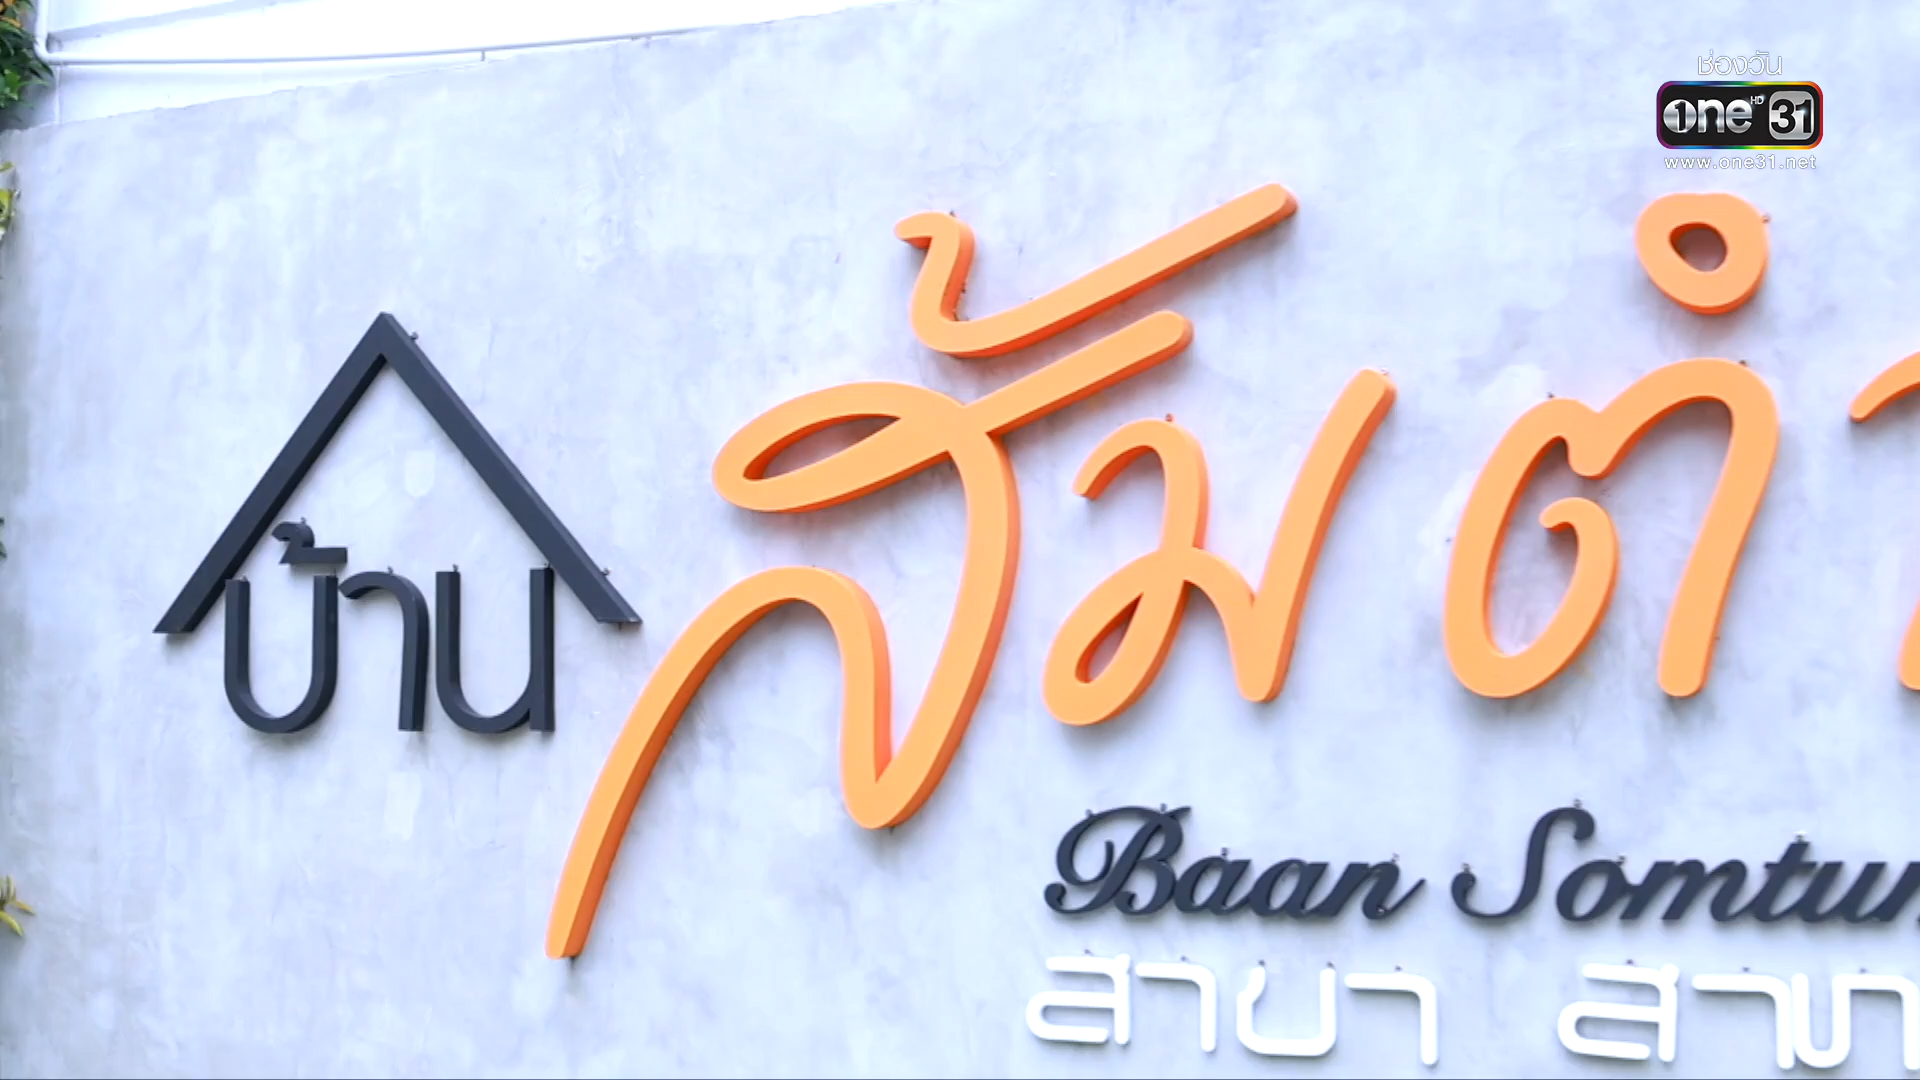 ช่องวัน
one HD 31
www.one31.net
บ้าน ส้มตำ
Baan Somtum
สาขา